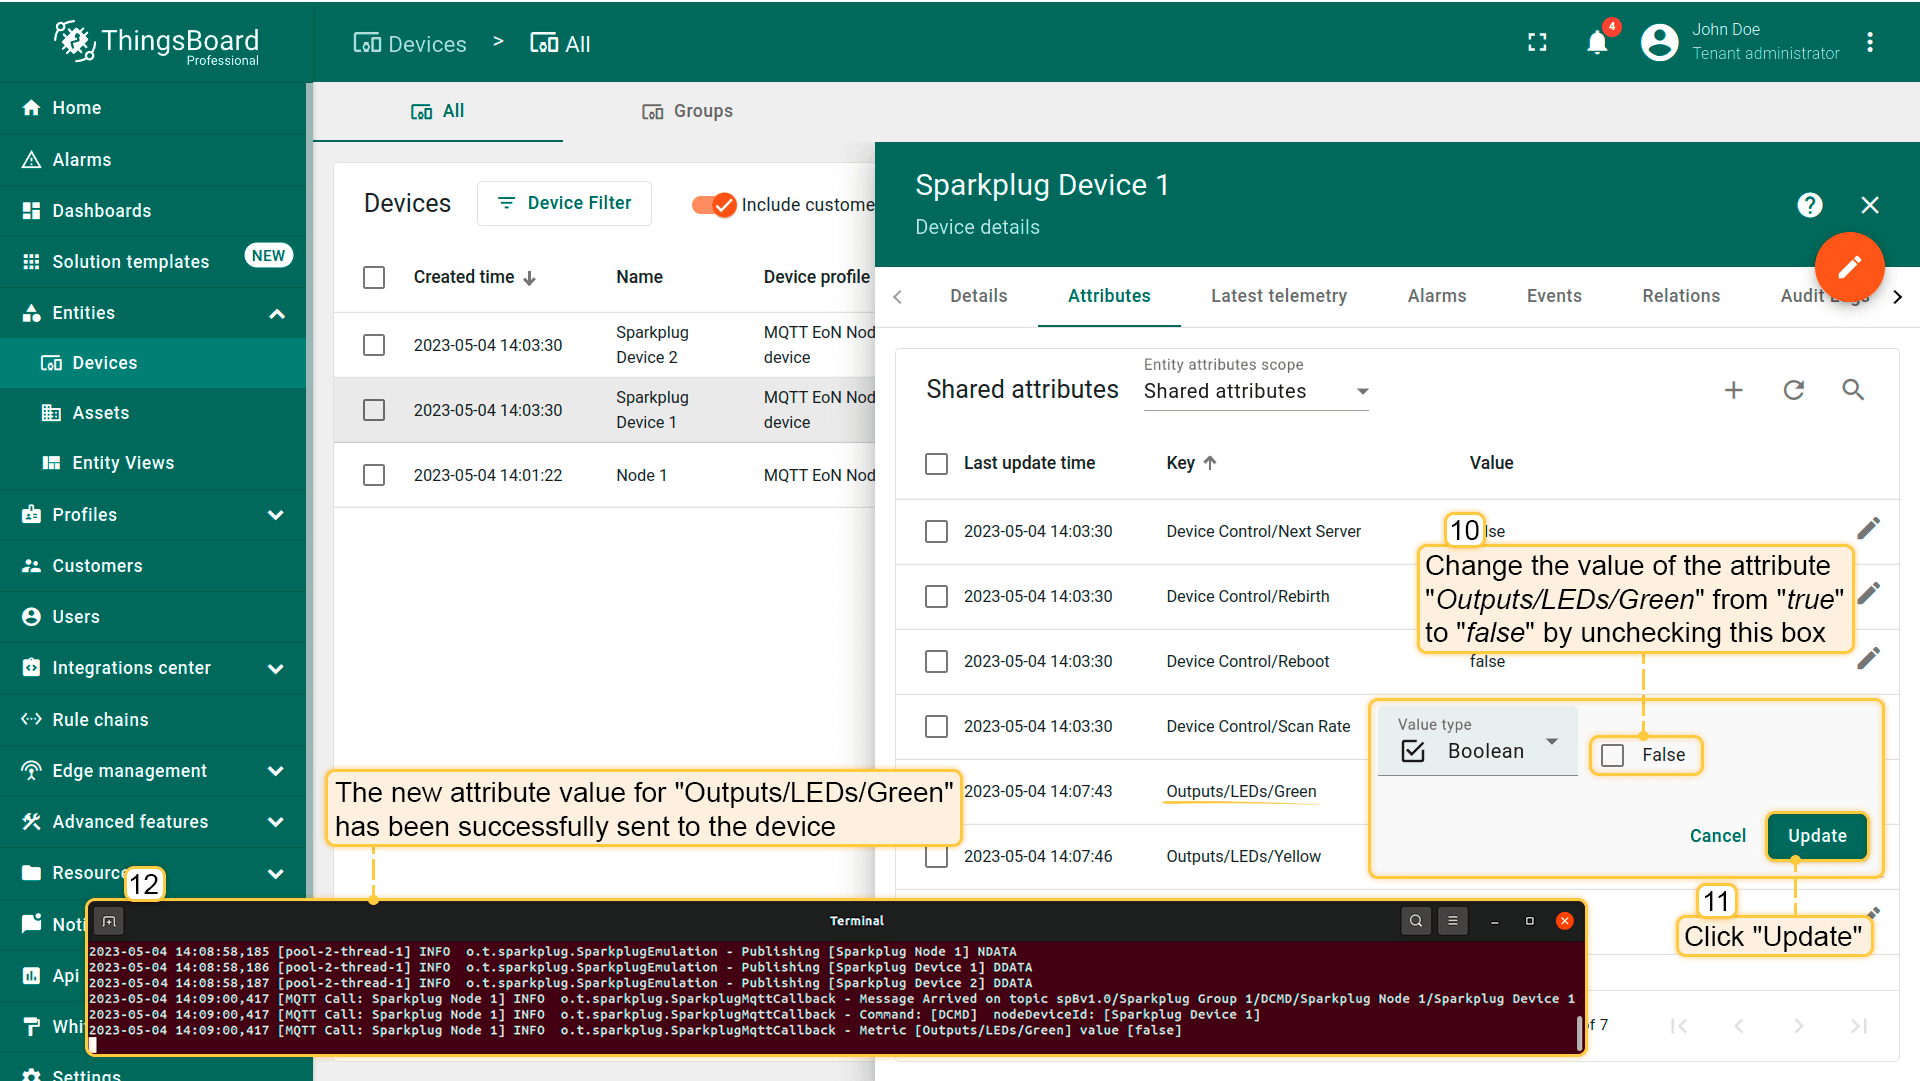 ThingsBoard
Professional
Devices > All
4
John Doe
Tenant administrator
Home
Alarms
Dashboards
Solution templates NEW
Entities
Devices
Assets
Entity Views
Profiles
Customers
Users
Integrations center
Rule chains
Edge management
Advanced features
Resourc
Noti
Api
Whi
Settings
All Groups
Devices Device Filter Include custome
Created time Name Device profile
2023-05-04 14:03:30 Sparkplug Device 2 MQTT EoN Nod device
2023-05-04 14:03:30 Sparkplug Device 1 MQTT EoN Nod device
2023-05-04 14:01:22 Node 1 MQTT EoN Nod
Sparkplug Device 1
Device details
Details Attributes Latest telemetry Alarms Events Relations Audit
Shared attributes
Entity attributes scope
Shared attributes
Last update time Key Value
2023-05-04 14:03:30 Device Control/Next Server lse
2023-05-04 14:03:30 Device Control/Rebirth
2023-05-04 14:03:30 Device Control/Reboot false
2023-05-04 14:03:30 Device Control/Scan Rate
2023-05-04 14:07:43 Outputs/LEDs/Green
2023-05-04 14:07:46 Outputs/LEDs/Yellow
10
Change the value of the attribute
"Outputs/LEDs/Green" from "true"
to "false" by unchecking this box
Value type
Boolean
False
Cancel Update
11
Click "Update"
of 7
The new attribute value for "Outputs/LEDs/Green"
has been successfully sent to the device
12
Terminal
2023-05-04 14:08:58,185 [pool-2-thread-1] INFO o.t.sparkplug.SparkplugEmulation - Publishing [Sparkplug Node 1] NDATA
2023-05-04 14:08:58,186 [pool-2-thread-1] INFO o.t.sparkplug.SparkplugEmulation - Publishing [Sparkplug Device 1] DDATA
2023-05-04 14:08:58,187 [pool-2-thread-1] INFO o.t.sparkplug.SparkplugEmulation - Publishing [Sparkplug Device 2] DDATA
2023-05-04 14:09:00,417 [MQTT Call: Sparkplug Node 1] INFO o.t.sparkplug.SparkplugMqttCallback - Message Arrived on topic spBv1.0/Sparkplug Group 1/DCMD/Sparkplug Node 1/Sparkplug Device 1
2023-05-04 14:09:00,417 [MQTT Call: Sparkplug Node 1] INFO o.t.sparkplug.SparkplugMqttCallback - Command: [DCMD] nodeDeviceId: [Sparkplug Device 1]
2023-05-04 14:09:00,417 [MQTT Call: Sparkplug Node 1] INFO o.t.sparkplug.SparkplugMqttCallback - Metric [Outputs/LEDs/Green] value [false]